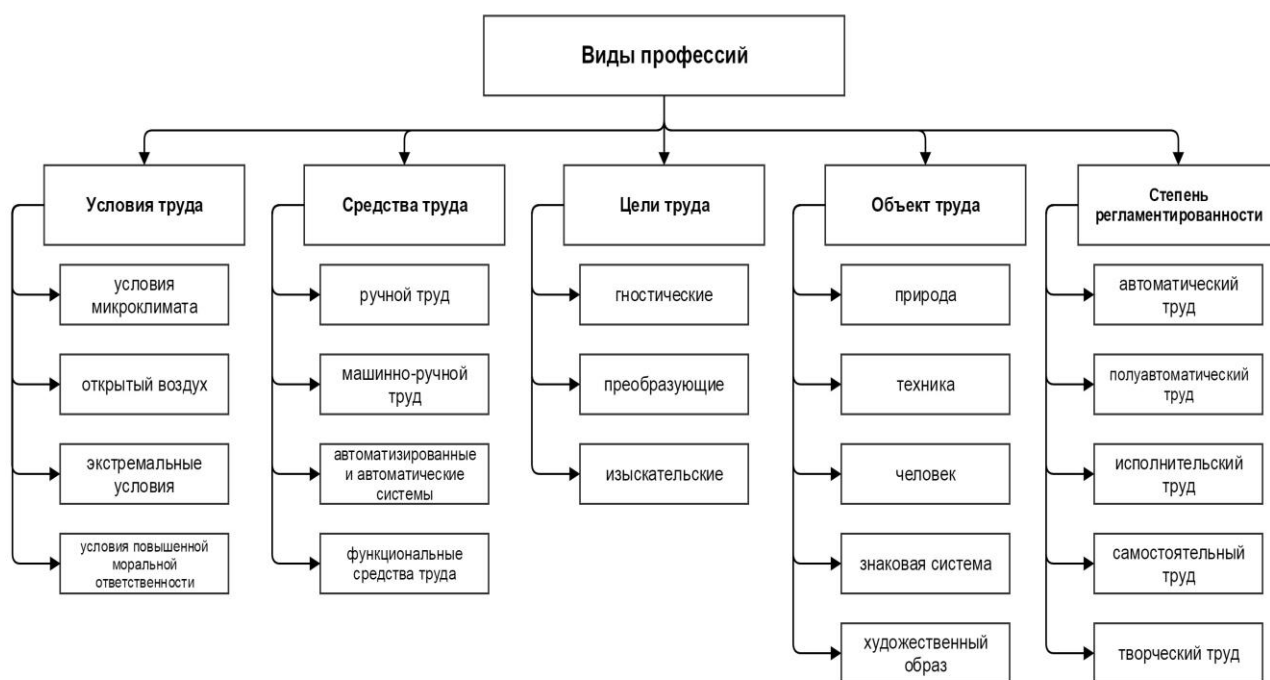 Виды профессий
Условия труда
условия
микроклимата
открытый воздух
экстремальные
условия
условия повышенной
моральной
ответственности
Средства труда
ручной труд
машинно-ручной
труд
автоматизированные
и автоматические
системы
функциональные
средства труда
Цели труда
гностические
преобразующие
изыскательские
Объект труда
природа
техника
человек
знаковая система
художественный
образ
Степень
регламентированности
автоматический
труд
полуавтоматический
труд
исполнительский
труд
самостоятельный
труд
творческий труд